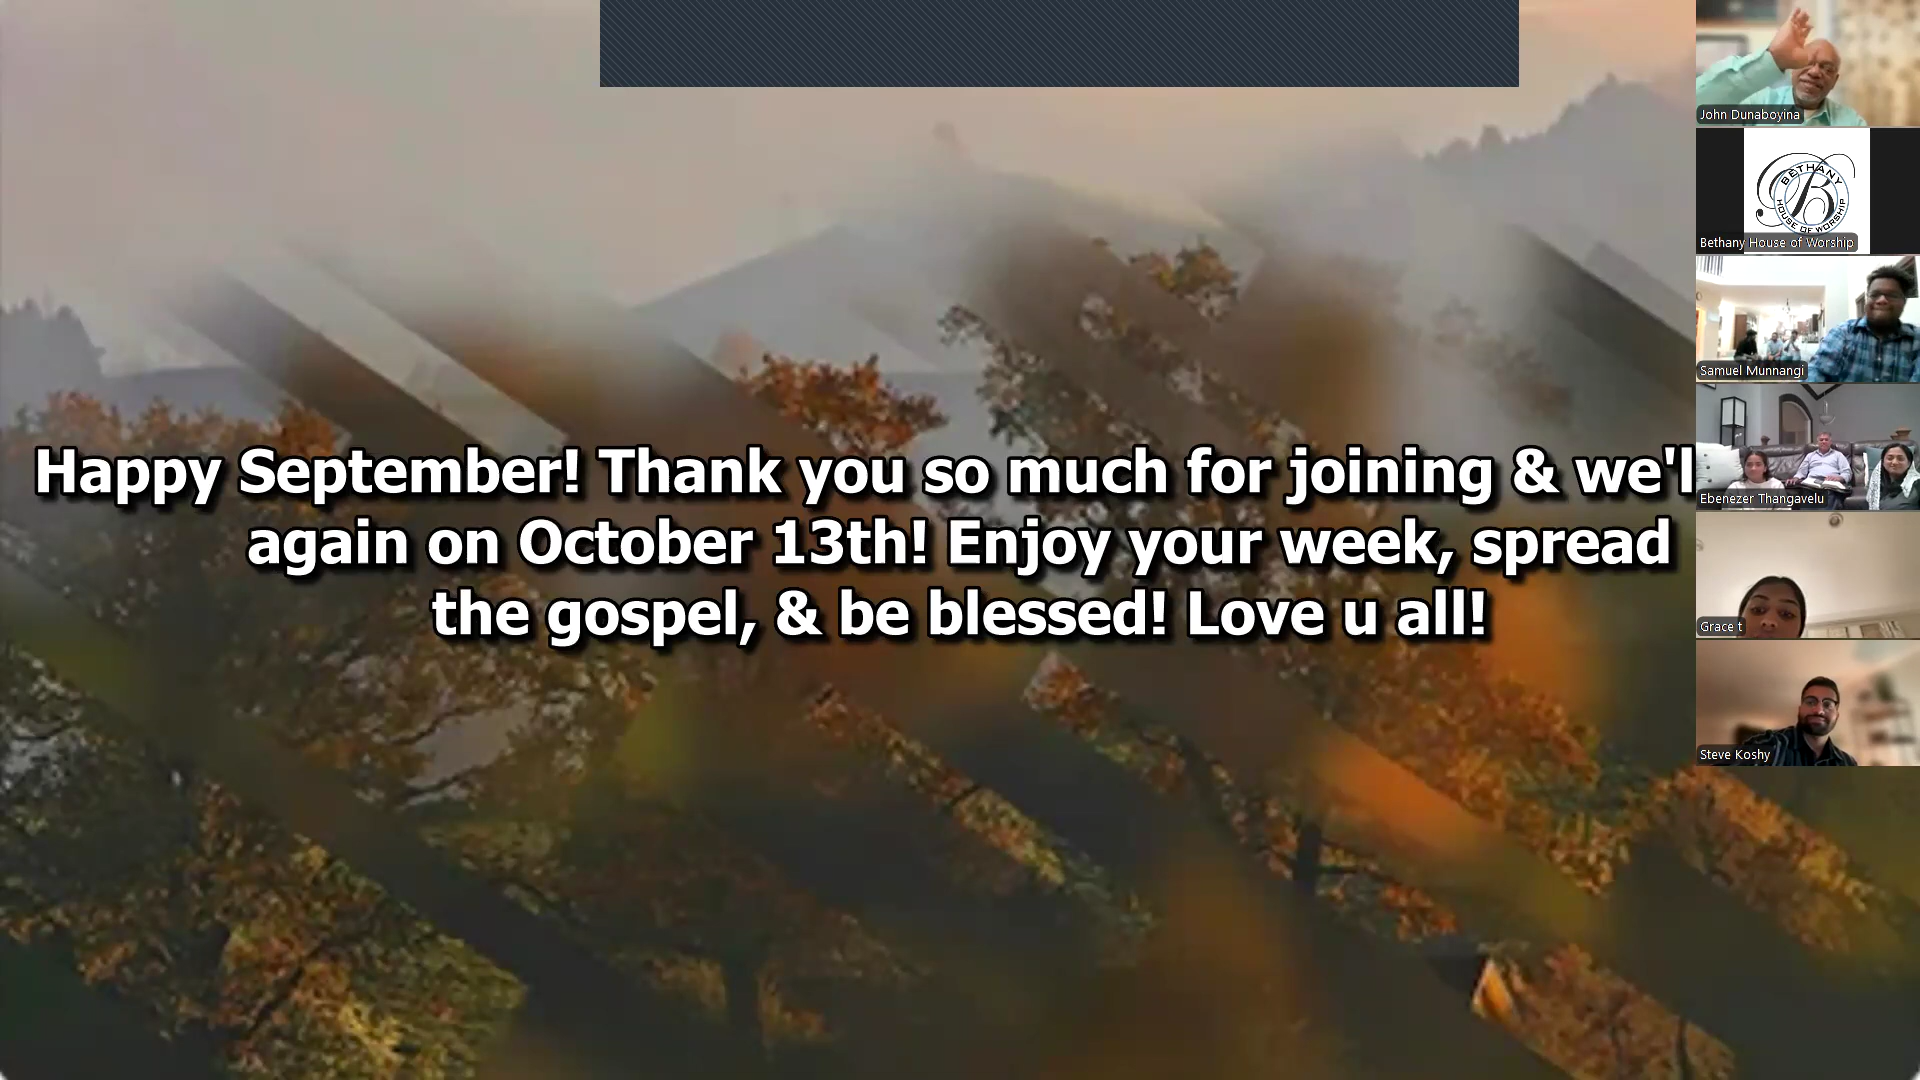 Happy September! Thank you so much for joining & we'l
again on October 13th! Enjoy your week, spread
the gospel, & be blessed! Love u all!
John Dunaboyina
BETHANY
HOUSE OF WORSHIP
B
Bethany House of Worship
Samuel Munnangi
Ebenezer Thangavelu
Grace t
Steve Koshy